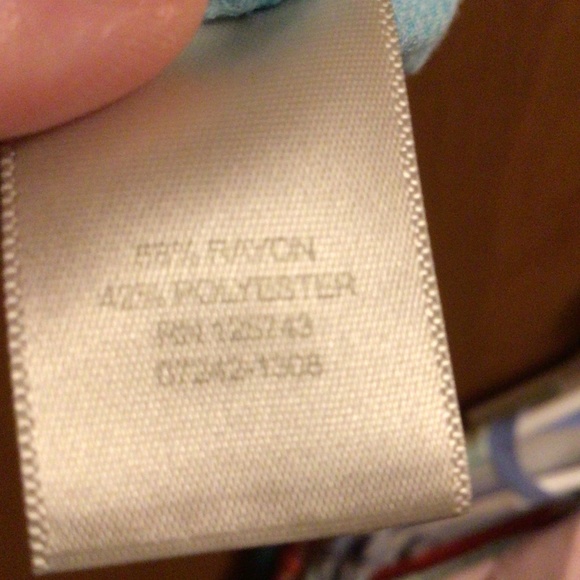 58% RAYON
42% POLYESTER
RN 125743
07242-1308